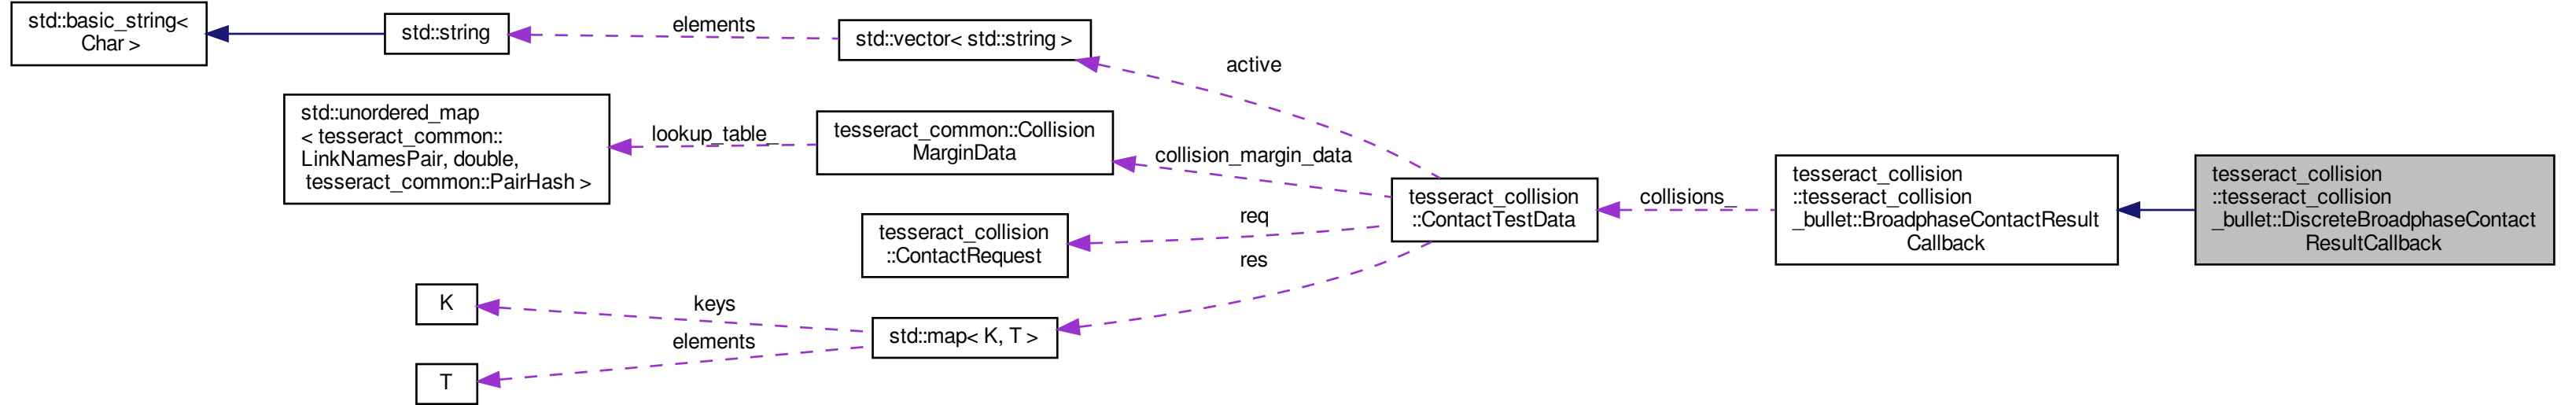 std::basic_string<
Char >
std::string
elements
std::vector< std::string >
active
std::unordered_map
< tesseract_common::
LinkNamesPair, double,
tesseract_common::PairHash >
lookup_table_
tesseract_common::Collision
MarginData
collision_margin_data
tesseract_collision
::ContactRequest
req
res
K
keys
T
elements
std::map< K, T >
tesseract_collision
::ContactTestData
collisions_
tesseract_collision
::tesseract_collision
_bullet::BroadphaseContactResult
Callback
tesseract_collision
::tesseract_collision
_bullet::DiscreteBroadphaseContact
ResultCallback